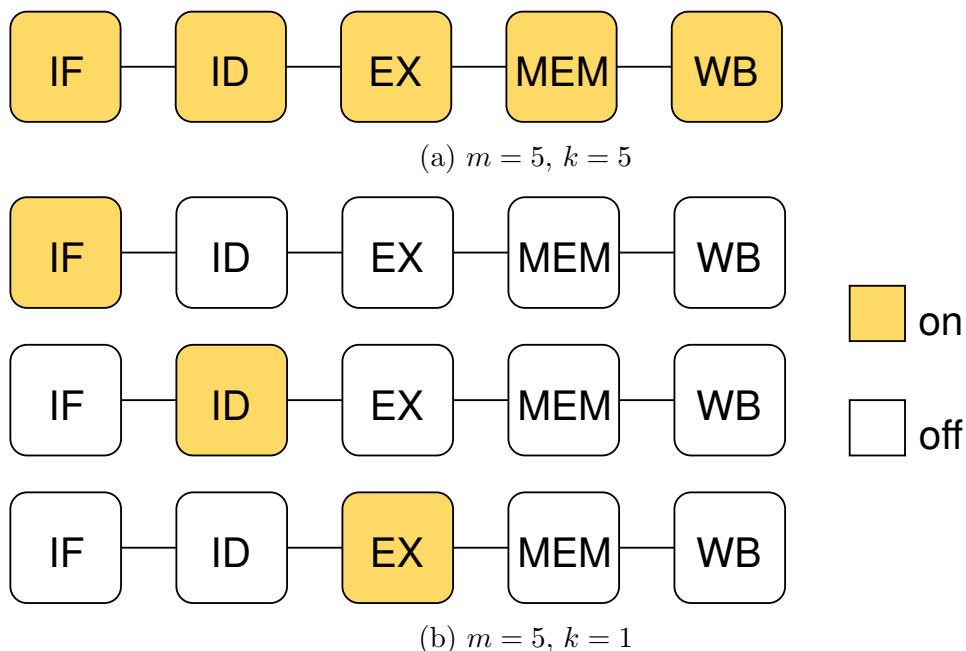 IF ID EX MEM WB
(a) m = 5, k = 5
IF ID EX MEM WB
on
IF ID EX MEM WB
off
IF ID EX MEM WB
(b) m = 5, k = 1